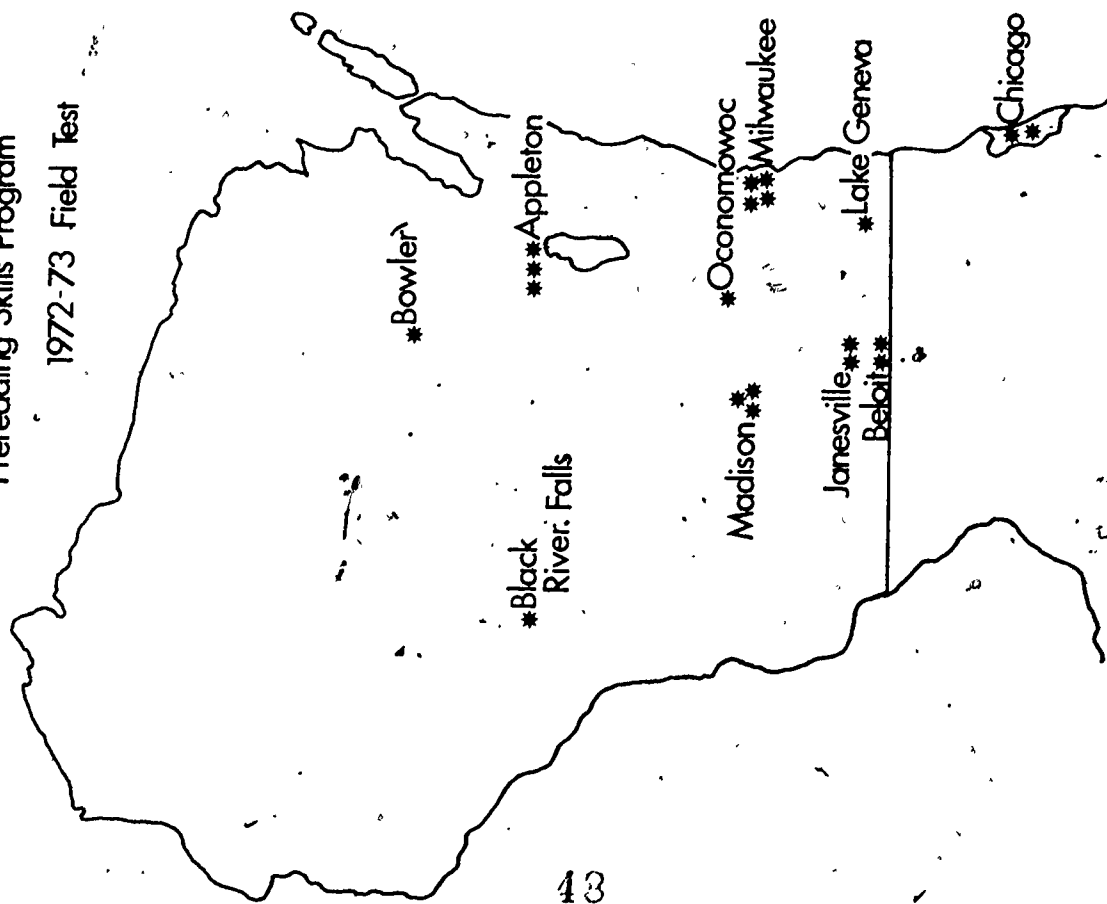 Prereading Skills Program
1972-73 Field Test
Bowler
Appleton
Black
River Falls
Oconomowoc
Milwaukee
Madison
Lake Geneva
Janesville
Beloit
Chicago
43